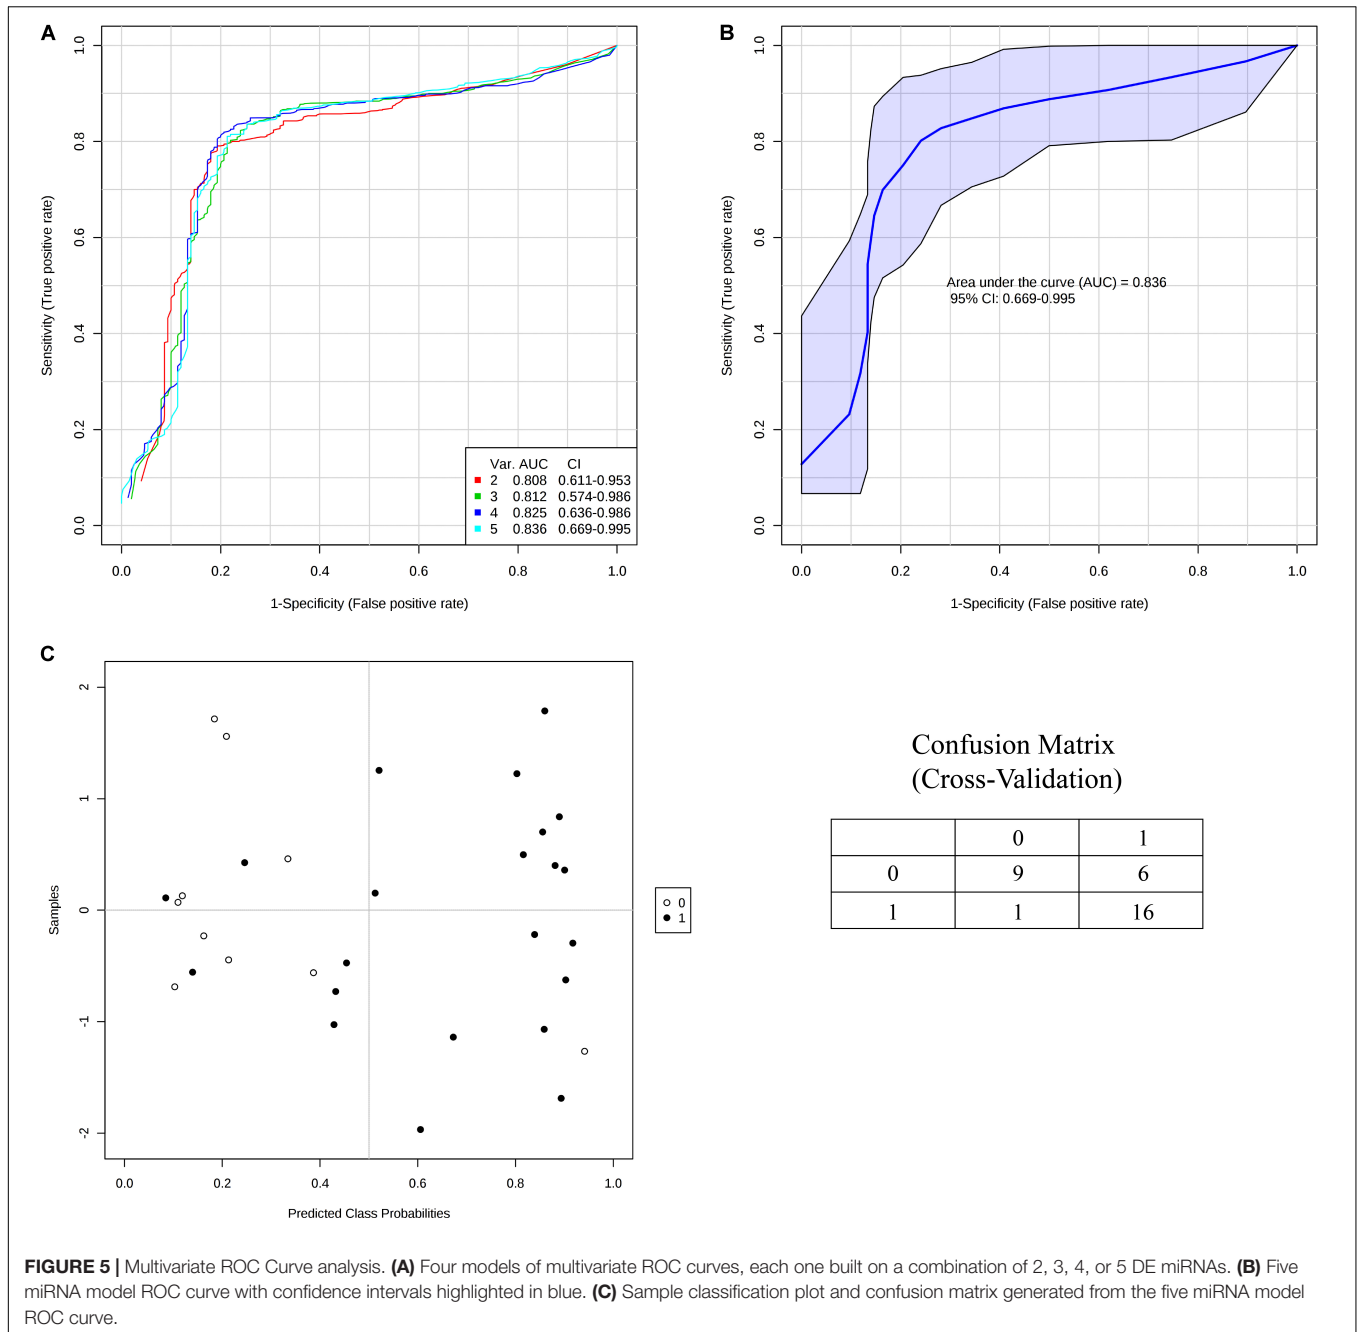 A
Sensitivity (True positive rate)
1.0
0.8
0.6
0.4
0.2
0.0
Var. AUC CI
2 0.808 0.611-0.953
3 0.812 0.574-0.986
4 0.825 0.636-0.986
5 0.836 0.669-0.995
0.0 0.2 0.4 0.6 0.8 1.0
1-Specificity (False positive rate)
B
Sensitivity (True positive rate)
1.0
0.8
0.6
0.4
0.2
0.0
Area under the curve (AUC) = 0.836
95% CI: 0.669-0.995
0.0 0.2 0.4 0.6 0.8 1.0
1-Specificity (False positive rate)
C
Samples
2
1
0
-1
-2
0.0 0.2 0.4 0.6 0.8 1.0
Predicted Class Probabilities
0
1
Confusion Matrix
(Cross-Validation)
0 1
0 9 6
1 1 16
FIGURE 5 | Multivariate ROC Curve analysis. (A) Four models of multivariate ROC curves, each one built on a combination of 2, 3, 4, or 5 DE miRNAs. (B) Five
miRNA model ROC curve with confidence intervals highlighted in blue. (C) Sample classification plot and confusion matrix generated from the five miRNA model
ROC curve.